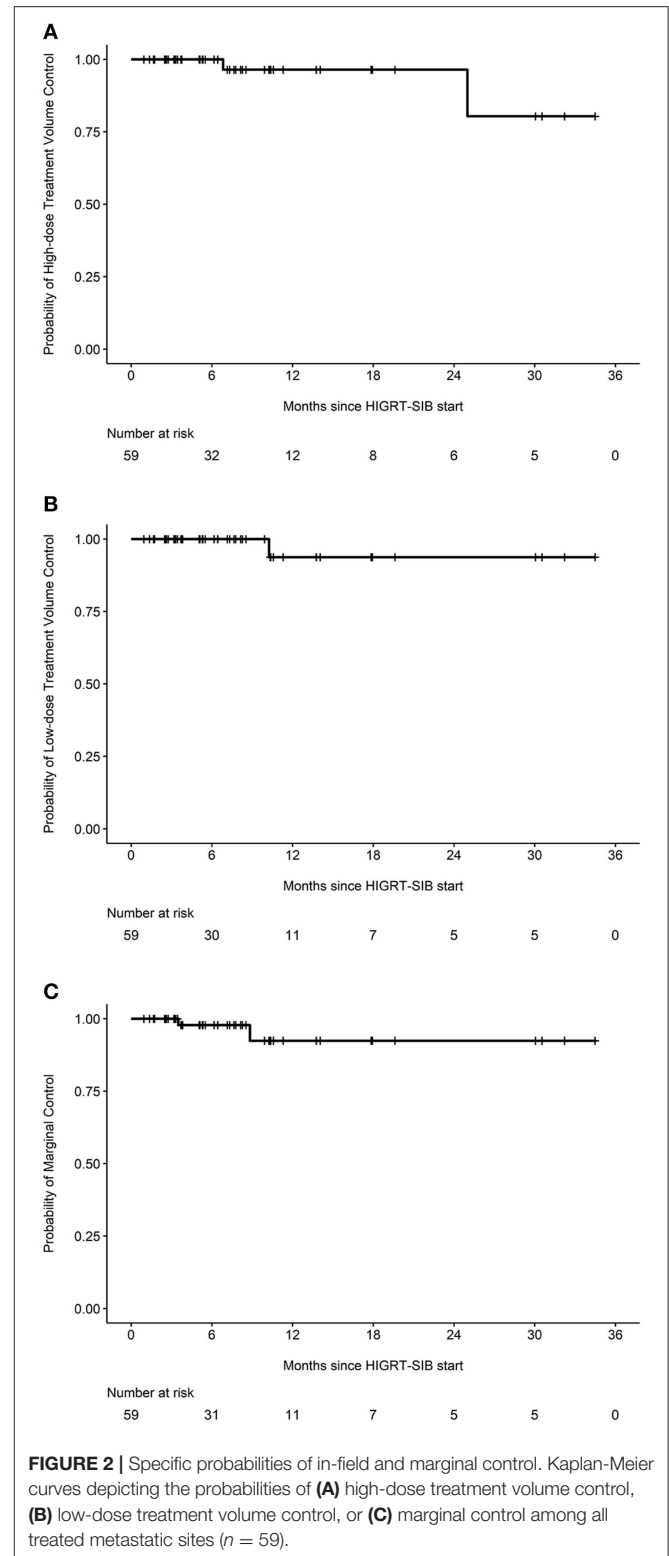 A
Probability of High-dose Treatment Volume Control
1.00
0.75
0.50
0.25
0.00
0 6 12 18 24 30 36
Months since HIGRT-SIB start
Number at risk
59 32 12 8 6 5 0
B
Probability of Low-dose Treatment Volume Control
1.00
0.75
0.50
0.25
0.00
0 6 12 18 24 30 36
Months since HIGRT-SIB start
Number at risk
59 30 11 7 5 5 0
C
Probability of Marginal Control
1.00
0.75
0.50
0.25
0.00
0 6 12 18 24 30 36
Months since HIGRT-SIB start
Number at risk
59 31 11 7 5 5 0
FIGURE 2 | Specific probabilities of in-field and marginal control. Kaplan-Meier
curves depicting the probabilities of (A) high-dose treatment volume control,
(B) low-dose treatment volume control, or (C) marginal control among all
treated metastatic sites (n = 59).